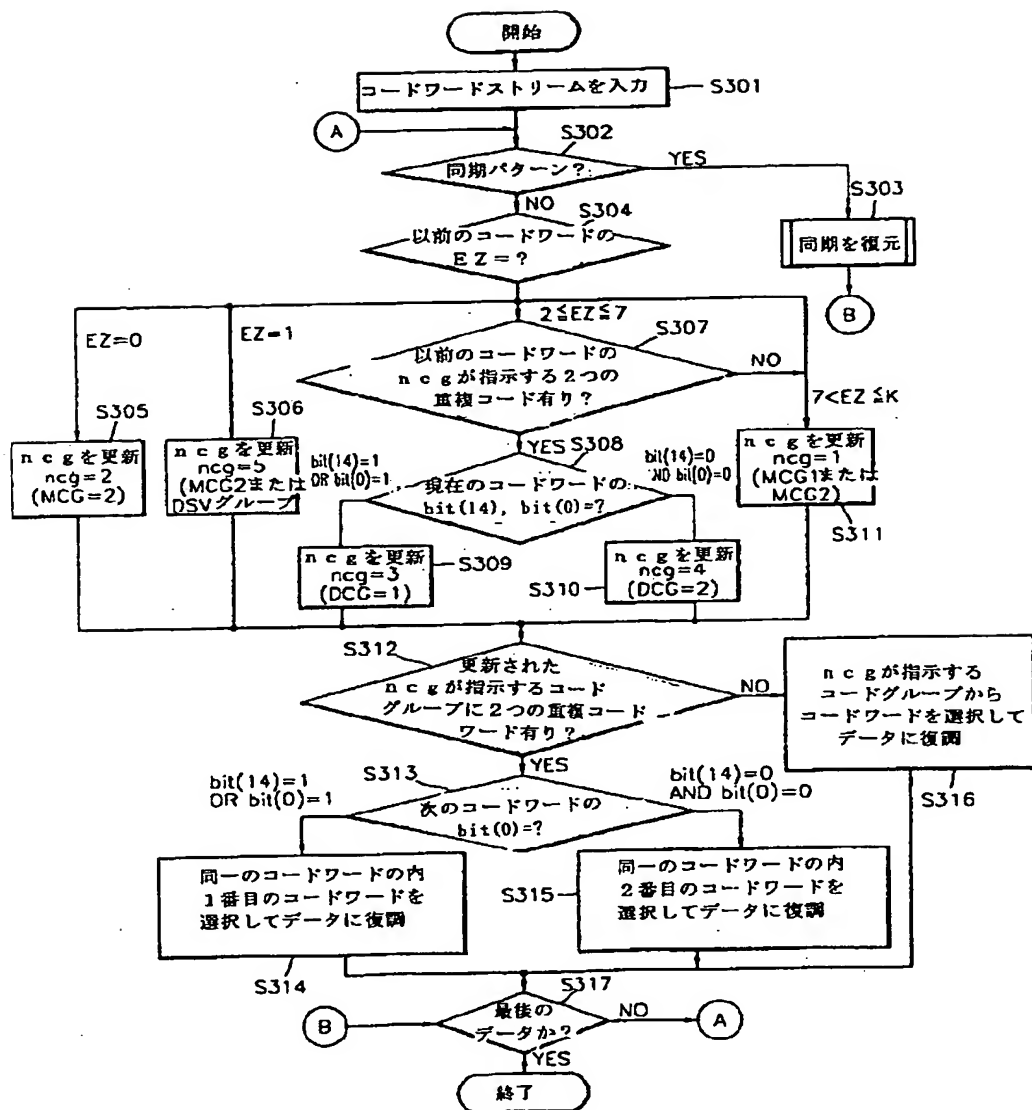 開始
コードワードストリームを入力
S301
A
S302
同期パターン?
YES
S303
同期を復元
B
NO
S304
以前のコードワードの
EZ=?
EZ=0
EZ=1
2≦EZ≦7
S307
以前のコードワードの
ncgが指示する2つの
重複コード有り?
NO
7<EZ≦K
S305
ncgを更新
ncg=2
(MCG=2)
S306
ncgを更新
ncg=5
(MCG2または
DSVグループ
YES
S308
bit(14)=1
OR bit(0)=1
現在のコードワードの
bit(14), bit(0)=?
bit(14)=0
AND bit(0)=0
ncgを更新
ncg=1
(MCG1または
MCG2)
S311
ncgを更新
ncg=3
(DCG=1)
S309
S310
ncgを更新
ncg=4
(DCG=2)
S312
更新された
ncgが指示するコード
グループに2つの重複コード
ワード有り?
NO
ncgが指示する
コードグループから
コードワードを選択して
データに復調
S316
YES
S313
bit(14)=1
OR bit(0)=1
次のコードワードの
bit(0)=?
bit(14)=0
AND bit(0)=0
同一のコードワードの内
1番目のコードワードを
選択してデータに復調
S314
S315
同一のコードワードの内
2番目のコードワードを
選択してデータに復調
S317
B
最後の
データか?
NO
A
YES
終了